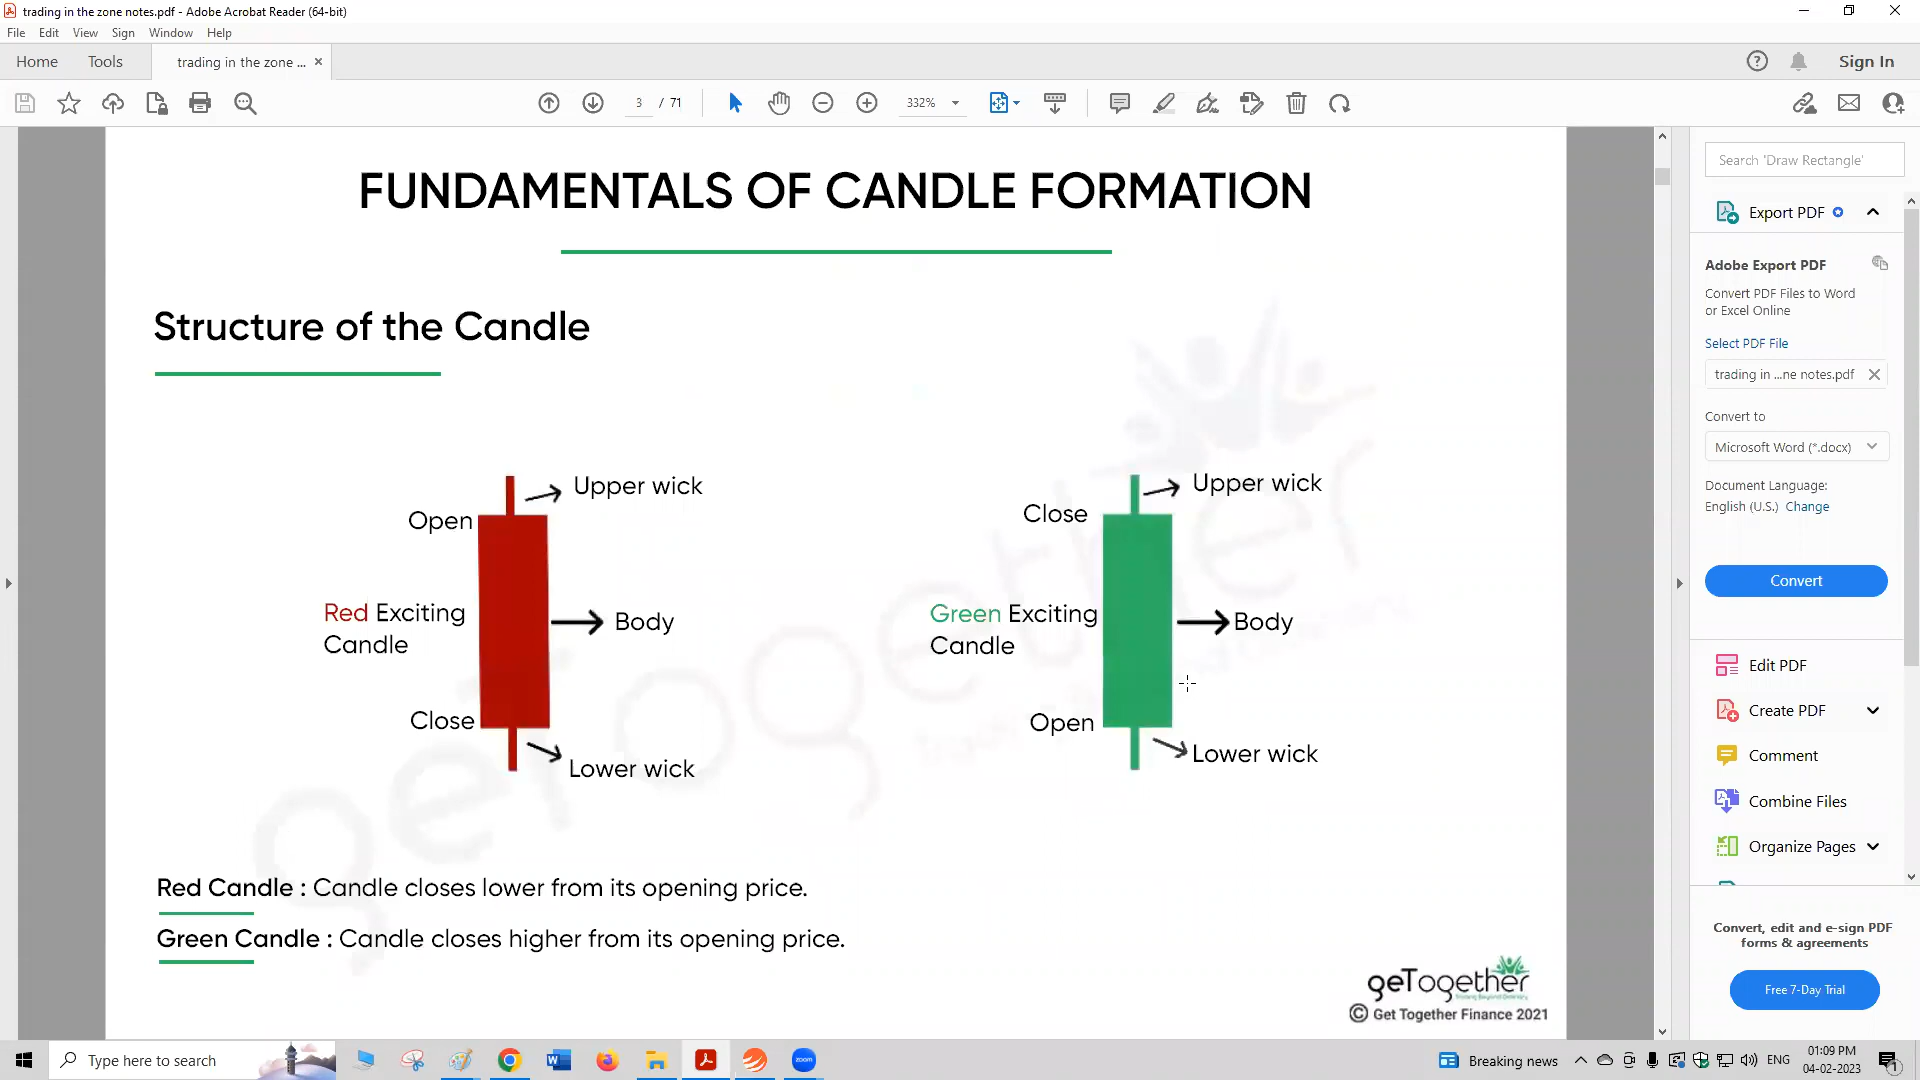 trading in the zone notes.pdf - Adobe Acrobat Reader (64-bit)
File Edit View Sign Window Help
Home Tools trading in the zone ... × Sign In
3 / 71 332%
FUNDAMENTALS OF CANDLE FORMATION
Structure of the Candle
Upper wick
Open
Red Exciting
Candle
Body
Close
Lower wick
Upper wick
Close
Green Exciting
Candle
Body
Open
Lower wick
Red Candle : Candle closes lower from its opening price.
Green Candle : Candle closes higher from its opening price.
geTogether
geTogether
© Get Together Finance 2021
Search 'Draw Rectangle'
Export PDF
Adobe Export PDF
Convert PDF Files to Word
or Excel Online
Select PDF File
trading in ...ne notes.pdf
Convert to
Microsoft Word (*.docx)
Document Language:
English (U.S.) Change
Convert
Edit PDF
Create PDF
Comment
Combine Files
Organize Pages
Convert, edit and e-sign PDF
forms & agreements
Free 7-Day Trial
Type here to search
zoom
Breaking news
ENG
01:09 PM
04-02-2023
1